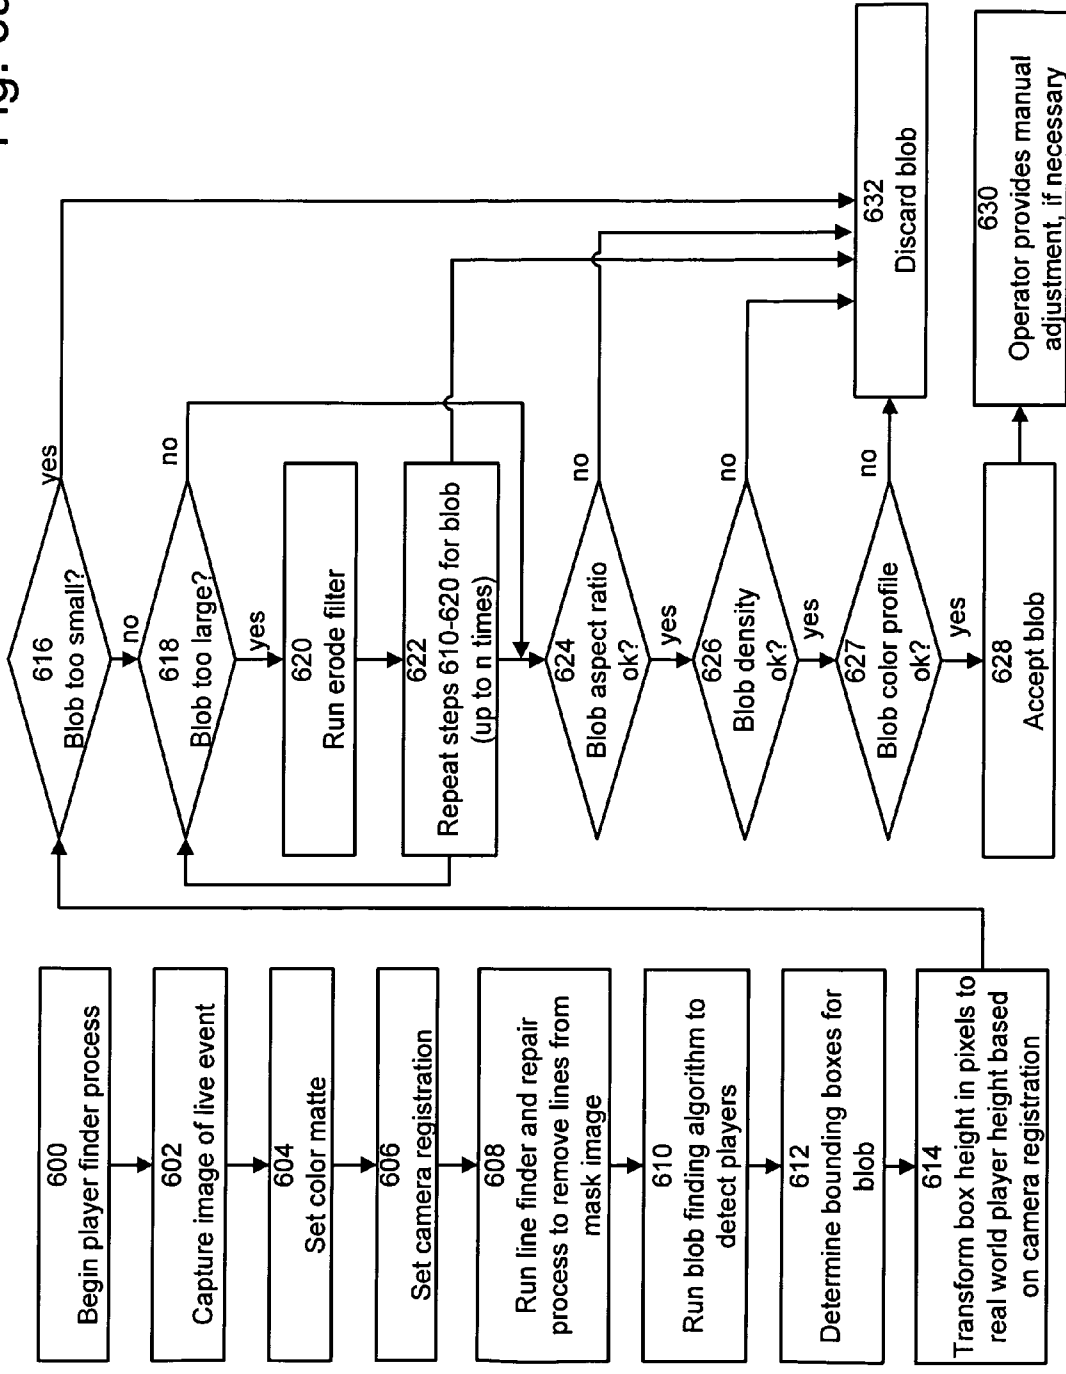 600
Begin player finder process
602
Capture image of live event
604
Set color matte
606
Set camera registration
608
Run line finder and repair
process to remove lines from
mask image
610
Run blob finding algorithm to
detect players
612
Determine bounding boxes for
blob
614
Transform box height in pixels to
real world player height based
on camera registration
616
Blob too small?
yes
no
618
Blob too large?
no
yes
620
Run erode filter
622
Repeat steps 610-620 for blob
(up to n times)
624
Blob aspect ratio
ok?
no
yes
626
Blob density
ok?
no
yes
627
Blob color profile
ok?
no
yes
628
Accept blob
632
Discard blob
630
Operator provides manual
adjustment, if necessary